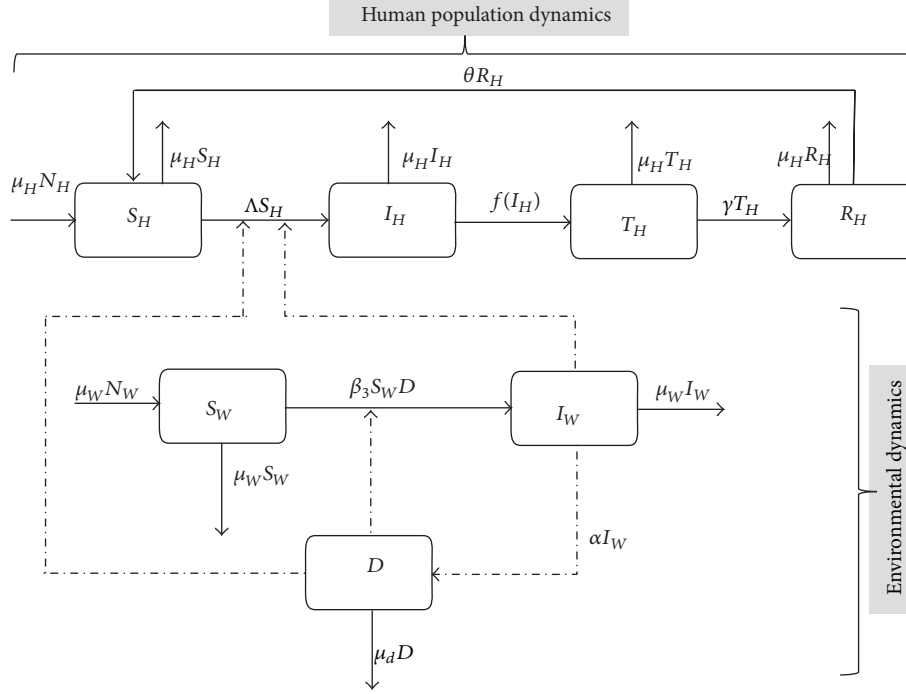 Human population dynamics
θR_H
μ_H S_H
μ_H I_H
μ_H T_H
μ_H R_H
μ_H N_H
S_H
ΛS_H
I_H
f(I_H)
T_H
γT_H
R_H
μ_W N_W
S_W
β_3 S_W D
I_W
μ_W I_W
μ_W S_W
αI_W
D
μ_d D
Environmental dynamics